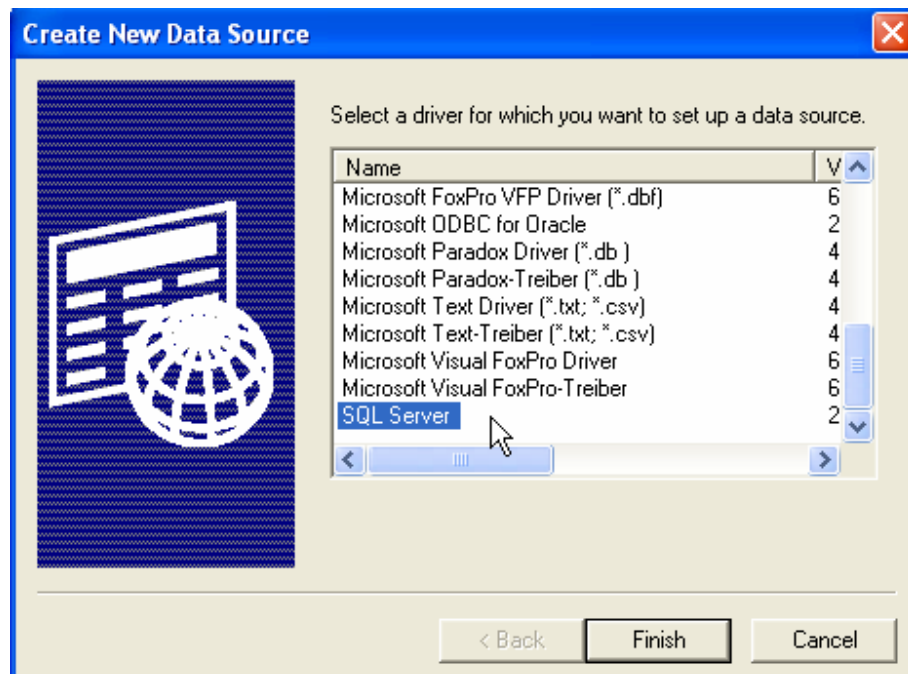 Create New Data Source
Select a driver for which you want to set up a data source.
Name V
Microsoft FoxPro VFP Driver (*.dbf) 6
Microsoft ODBC for Oracle 2
Microsoft Paradox Driver (*.db ) 4
Microsoft Paradox-Treiber (*.db ) 4
Microsoft Text Driver (*.txt; *.csv) 4
Microsoft Text-Treiber (*.txt; *.csv) 4
Microsoft Visual FoxPro Driver 6
Microsoft Visual FoxPro-Treiber 6
SQL Server 2
< Back Finish Cancel